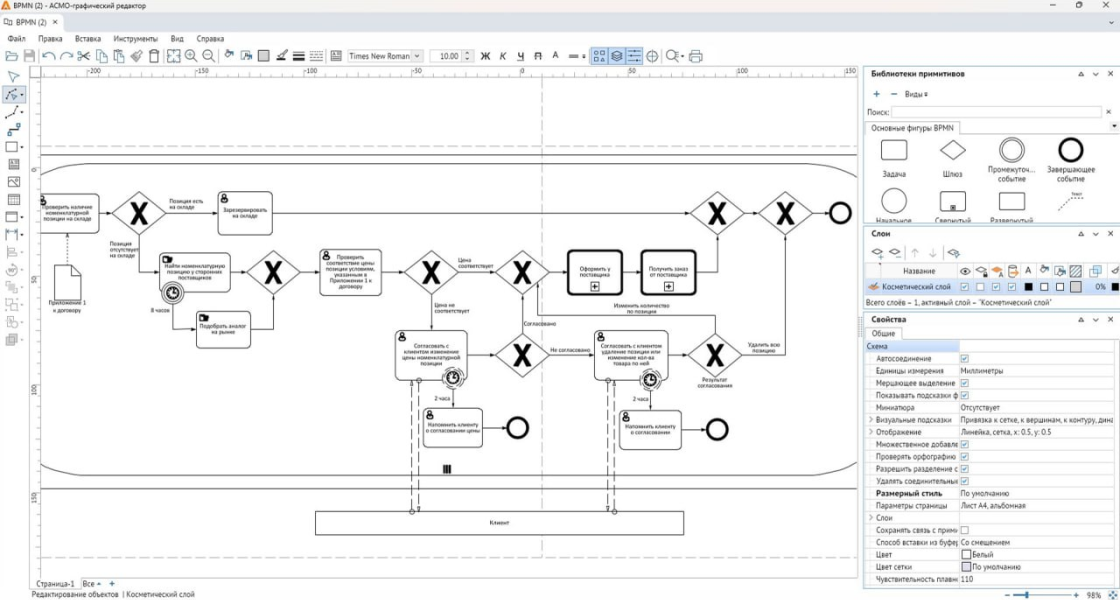 BPMN (2) - АСМО-графический редактор
BPMN (2)
Файл Правка Вставка Инструменты Вид Справка
Times New Roman 10.00 Ж К Ч П А
-200 -150 -100 -50 0 50 100 150
0
50
100
150
Проверить наличие
номенклатурной
позиции на складе
Позиция есть
на складе
Зарезервировать
на складе
Позиция
отсутствует
на складе
Приложение 1
к договору
Найти номенклатурную
позицию у сторонних
поставщиков
8 часов
Подобрать аналог
на рынке
Проверить
соответствие цены
позиции условиям,
указанным в
Приложении 1 к
договору
Цена
соответствует
Цена не
соответствует
Оформить у
поставщика
Получить заказ
от поставщика
Изменить количество
по позиции
Согласовано
Согласовать с
клиентом изменение
цены номенклатурной
позиции
Не согласовано
Согласовать с клиентом
удаление позиции или
изменение кол-ва
товара по ней
Удалить всю
позицию
Результат
согласования
2 часа
Напомнить клиенту
о согласовании цены
2 часа
Напомнить клиенту
о согласовании
Клиент
Страница-1 Все
Редактирование объектов | Косметический слой
98%
Библиотеки примитивов
Виды
Поиск:
Основные фигуры BPMN
Задача
Шлюз
Промежуточ...
событие
Завершающее
событие
Начальное
Свернутый
Развернутый
Текст
Слои
Название
Косметический слой 0%
Всего слоёв – 1, активный слой – "Косметический слой"
Свойства
Общие
Схема
Автосоединение
Единицы измерения Миллиметры
Мерцающее выделение
Показывать подсказки ф
Миниатюра Отсутствует
Визуальные подсказки Привязка к сетке, к вершинам, к контуру, дина
Отображение Линейка, сетка, x: 0.5, y: 0.5
Множественное добавле
Проверять орфографию
Разрешить разделение с
Удалять соединительны
Размерный стиль По умолчанию
Параметры страницы Лист А4, альбомная
Слои
Сохранять связь с прими
Способ вставки из буфер Со смещением
Цвет Белый
Цвет сетки По умолчанию
Чувствительность плавн 110